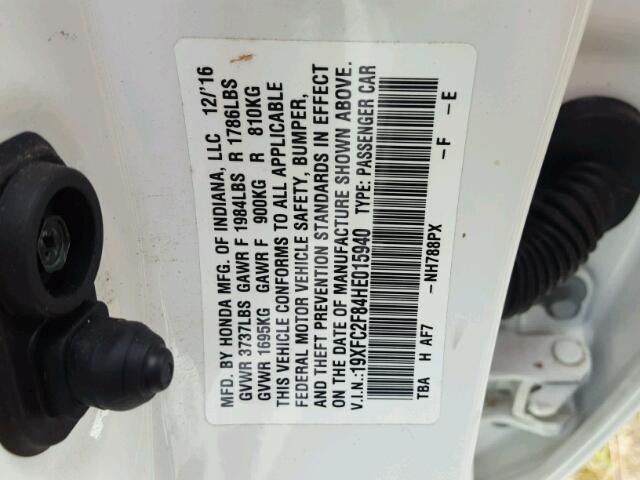 MFD. BY HONDA MFG. OF INDIANA, LLC 12/'16
GVWR 3737LBS GAWR F 1984LBS R 1786LBS
GVWR 1695KG GAWR F 900KG R 810KG
THIS VEHICLE CONFORMS TO ALL APPLICABLE
FEDERAL MOTOR VEHICLE SAFETY, BUMPER,
AND THEFT PREVENTION STANDARDS IN EFFECT
ON THE DATE OF MANUFACTURE SHOWN ABOVE.
V.I.N.:19XFC2F84HE015940 TYPE: PASSENGER CAR
TBA H AF7 -NH788PX -F -E